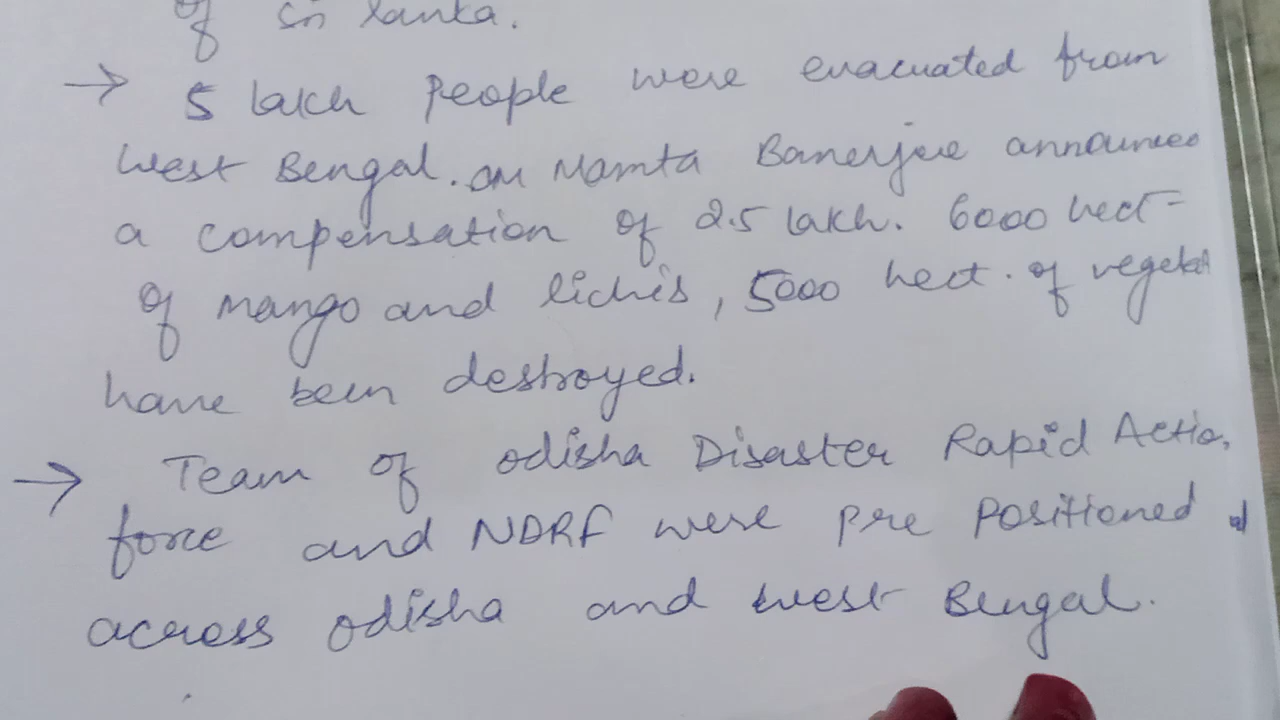 of Sri lanka.
→ 5 lakh People were evacuated from
West Bengal. CM Mamta Banerjee announced
a compensation of 2.5 lakh. 6000 hect-
of mango and lichis, 5000 hect. of
have been destroyed.
→ Team of Odisha Disaster Rapid Action
force and NDRF were pre positioned
across Odisha and West Bengal.